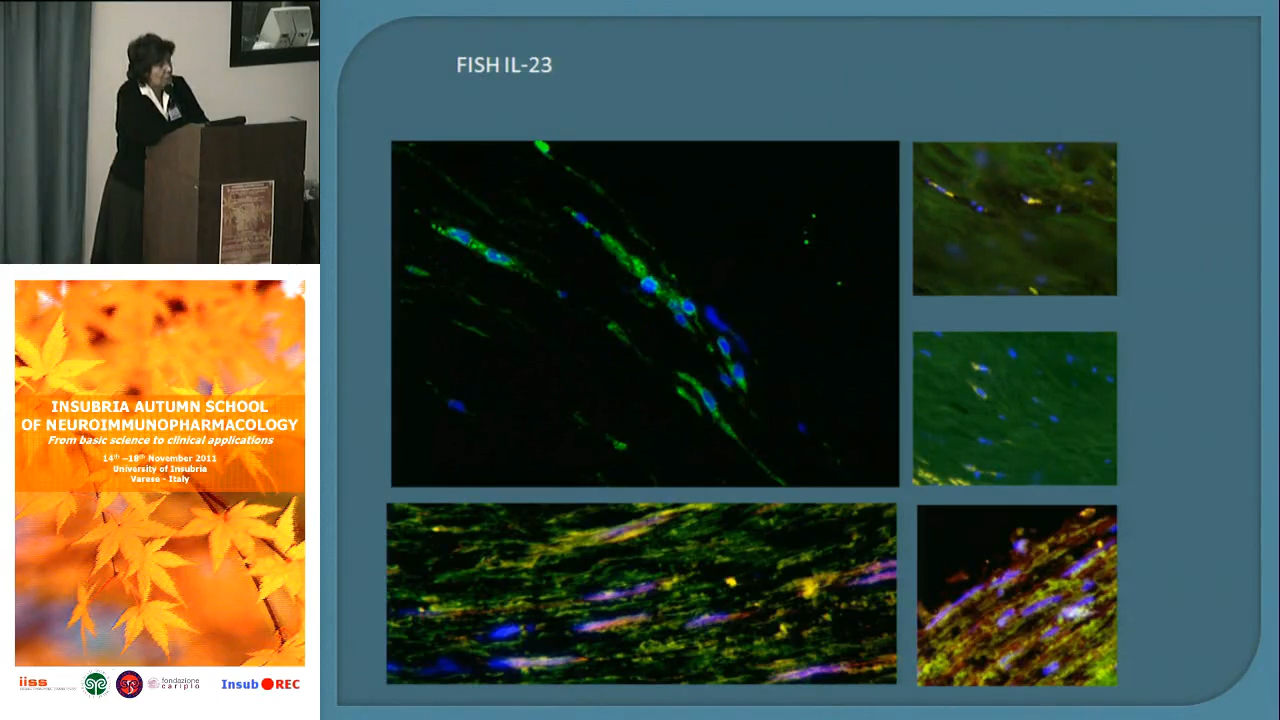 FISH IL-23
INSUBRIA AUTUMN SCHOOL
OF NEUROIMMUNOPHARMACOLOGY
From basic science to clinical applications
14th –18th November 2011
University of Insubria
Varese - Italy
iiss
fondazione
cariplo
Insub REC